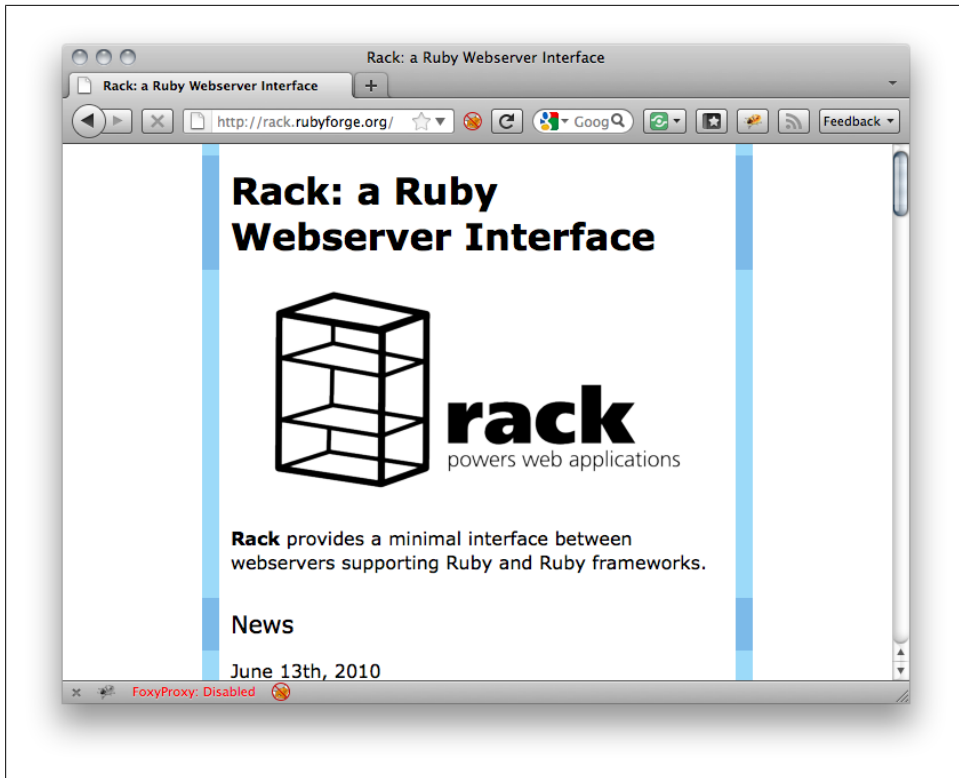 Rack: a Ruby Webserver Interface
Rack: a Ruby Webserver Interface
http://rack.rubyforge.org/
Goog
Feedback
Rack: a Ruby
Webserver Interface
rack
powers web applications
Rack provides a minimal interface between
webservers supporting Ruby and Ruby frameworks.
News
June 13th, 2010
FoxyProxy: Disabled